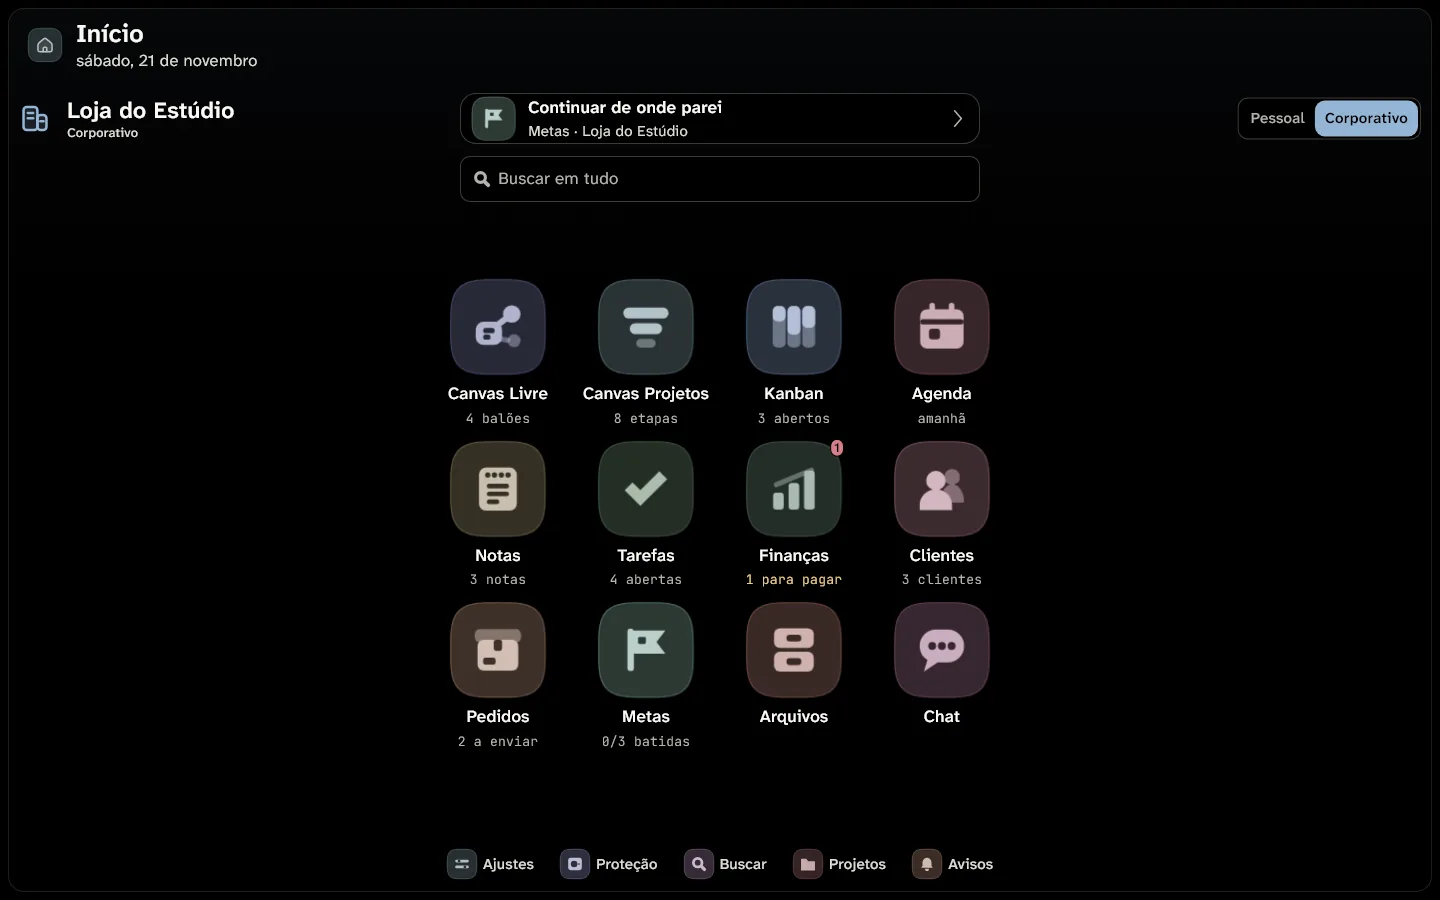 Início
sábado, 21 de novembro
Loja do Estúdio
Corporativo
Continuar de onde parei
Metas · Loja do Estúdio
Pessoal
Corporativo
Buscar em tudo
Canvas Livre
4 balões
Canvas Projetos
8 etapas
Kanban
3 abertos
Agenda
amanhã
Notas
3 notas
Tarefas
4 abertas
1
Finanças
1 para pagar
Clientes
3 clientes
Pedidos
2 a enviar
Metas
0/3 batidas
Arquivos
Chat
Ajustes
Proteção
Buscar
Projetos
Avisos